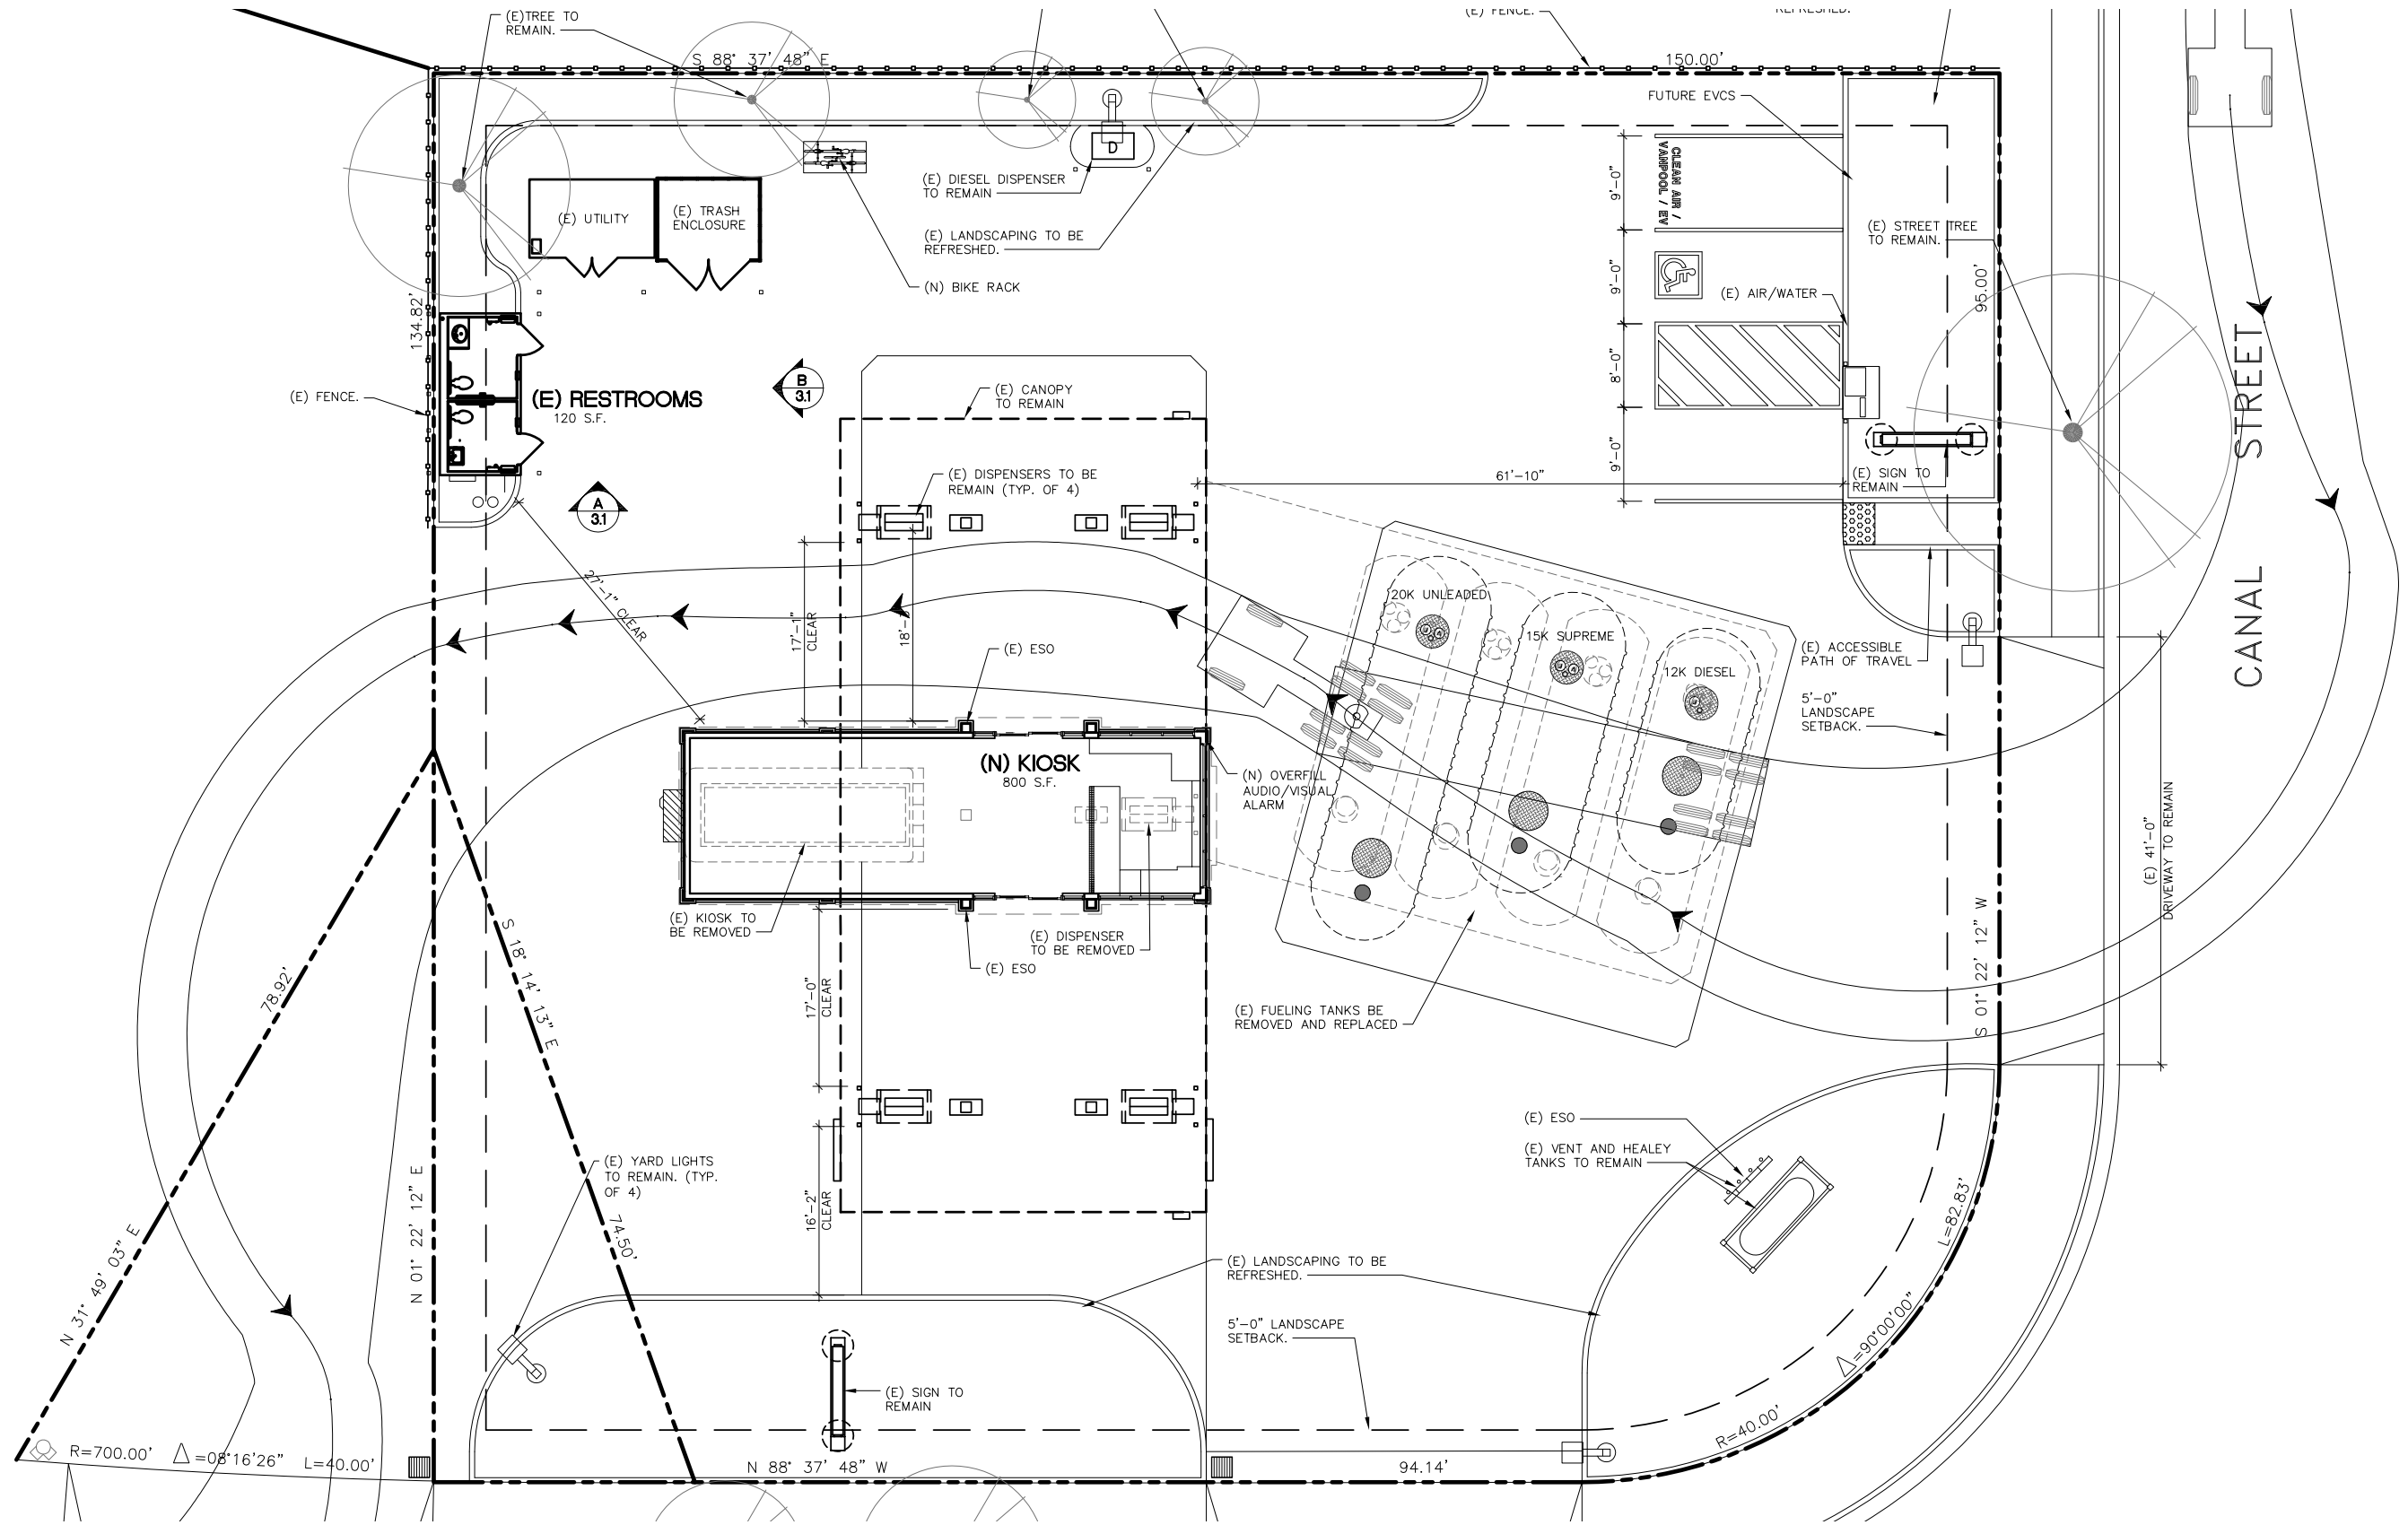 (E)TREE TO
REMAIN.
S 88° 37' 48" E
(E) FENCE.
REFRESHED.
150.00'
FUTURE EVCS
CLEAN AIR /
VANPOOL / EV
9'-0"
(E) DIESEL DISPENSER
TO REMAIN
D
(E) UTILITY
(E) TRASH
ENCLOSURE
(E) LANDSCAPING TO BE
REFRESHED.
(N) BIKE RACK
(E) STREET TREE
TO REMAIN.
9'-0"
(E) AIR/WATER
95.00'
134.82'
8'-0"
CANAL STREET
(E) FENCE.
(E) RESTROOMS
120 S.F.
B
3.1
(E) CANOPY
TO REMAIN
9'-0"
(E) DISPENSERS TO BE
REMAIN (TYP. OF 4)
61'-10"
(E) SIGN TO
REMAIN
A
3.1
27'-1" CLEAR
17'-1"
CLEAR
20K UNLEADED
15K SUPREME
12K DIESEL
(E) ESO
(E) ACCESSIBLE
PATH OF TRAVEL
5'-0"
LANDSCAPE
SETBACK.
(N) KIOSK
800 S.F.
(N) OVERFILL
AUDIO/VISUAL
ALARM
(E) 41'-0"
DRIVEWAY TO REMAIN
(E) KIOSK TO
BE REMOVED
(E) DISPENSER
TO BE REMOVED
(E) ESO
S 18° 14' 13" E
78.92'
17'-0"
CLEAR
(E) FUELING TANKS BE
REMOVED AND REPLACED
S 01° 22' 12" W
(E) ESO
(E) VENT AND HEALEY
TANKS TO REMAIN
(E) YARD LIGHTS
TO REMAIN. (TYP.
OF 4)
16'-2"
CLEAR
N 01° 22' 12" E
74.50'
L=82.83'
N 31° 49' 03" E
(E) LANDSCAPING TO BE
REFRESHED.
5'-0" LANDSCAPE
SETBACK.
△=90°00'00"
(E) SIGN TO
REMAIN
R=40.00'
R=700.00' △=08°16'26" L=40.00'
N 88° 37' 48" W
94.14'